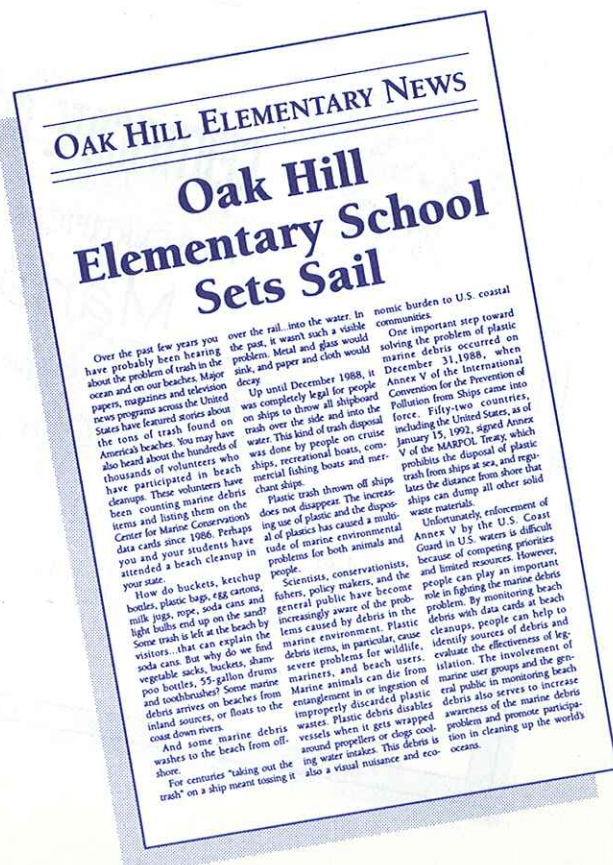 OAK HILL ELEMENTARY NEWS
Oak Hill
Elementary School
Sets Sail
Over the past few years you
have probably been hearing
about the problem of trash in the
ocean and on our beaches. Major
papers, magazines and television
news programs across the United
States have featured stories about
the tons of trash found on
America's beaches. You may have
also heard about the hundreds of
thousands of volunteers who
have participated in beach
cleanups. These volunteers have
been counting marine debris
items and listing them on the
Center for Marine Conservation's
data cards since 1986. Perhaps
you and your students have
attended a beach cleanup in
your state.
How do buckets, ketchup
bottles, plastic bags, egg cartons,
milk jugs, rope, soda cans and
light bulbs end up on the sand?
Some trash is left at the beach by
visitors...that can explain the
soda cans. But why do we find
vegetable sacks, buckets, sham-
poo bottles, 55-gallon drums
and toothbrushes? Some marine
debris arrives on beaches from
inland sources, or floats to the
coast down rivers.
And some marine debris
washes to the beach from off-
shore.
For centuries "taking out the
trash" on a ship meant tossing it
over the rail...into the water. In
the past, it wasn't such a visible
problem. Metal and glass would
sink, and paper and cloth would
decay.
Up until December 1988, it
was completely legal for people
on ships to throw all shipboard
trash over the side and into the
water. This kind of trash disposal
was done by people on cruise
ships, recreational boats, com-
mercial fishing boats and mer-
chant ships.
Plastic trash thrown off ships
does not disappear. The increas-
ing use of plastic and the dispos-
al of plastics has caused a multi-
tude of marine environmental
problems for both animals and
people.
Scientists, conservationists,
fishers, policy makers, and the
general public have become
increasingly aware of the prob-
lems caused by debris in the
marine environment. Plastic
debris items, in particular, cause
severe problems for wildlife,
mariners, and beach users.
Marine animals can die from
entanglement in or ingestion of
improperly discarded plastic
wastes. Plastic debris disables
vessels when it gets wrapped
around propellers or clogs cool-
ing water intakes. This debris is
also a visual nuisance and eco-
nomic burden to U.S. coastal
communities.
One important step toward
solving the problem of plastic
marine debris occurred on
December 31,1988, when
Annex V of the International
Convention for the Prevention of
Pollution from Ships came into
force. Fifty-two countries,
including the United States, as of
January 15, 1992, signed Annex
V of the MARPOL Treaty, which
prohibits the disposal of plastic
trash from ships at sea, and regu-
lates the distance from shore that
ships can dump all other solid
waste materials.
Unfortunately, enforcement of
Annex V by the U.S. Coast
Guard in U.S. waters is difficult
because of competing priorities
and limited resources. However,
people can play an important
role in fighting the marine debris
problem. By monitoring beach
debris with data cards at beach
cleanups, people can help to
identify sources of debris and
evaluate the effectiveness of leg-
islation. The involvement of
marine user groups and the gen-
eral public in monitoring beach
debris also serves to increase
awareness of the marine debris
problem and promote participa-
tion in cleaning up the world's
oceans.